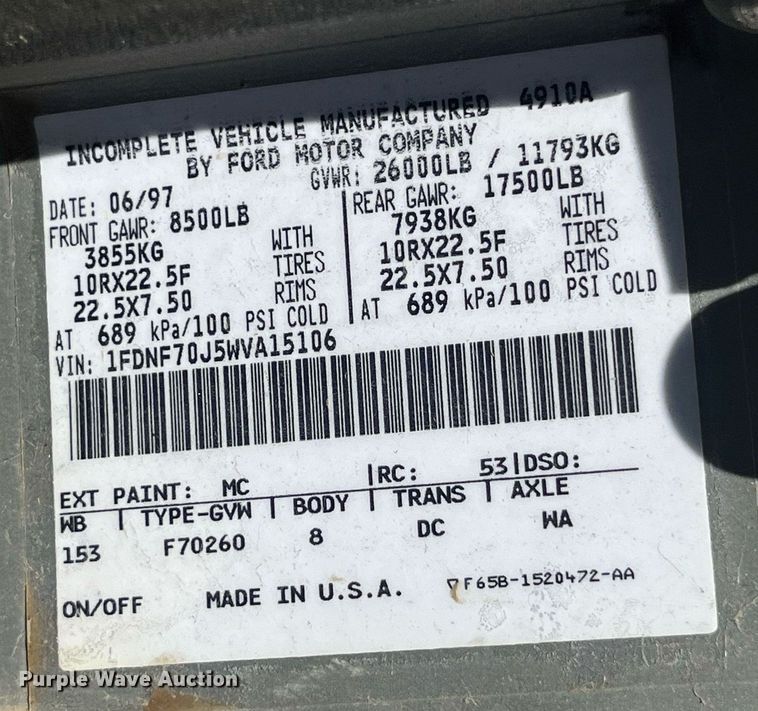 INCOMPLETE VEHICLE MANUFACTURED 4910A
BY FORD MOTOR COMPANY
GVWR: 26000LB / 11793KG
DATE: 06/97
FRONT GAWR: 8500LB
3855KG WITH
10RX22.5F TIRES
22.5X7.50 RIMS
AT 689 kPa/100 PSI COLD
REAR GAWR: 17500LB
7938KG WITH
10RX22.5F TIRES
22.5X7.50 RIMS
AT 689 kPa/100 PSI COLD
VIN: 1FDNF70J5WVA15106
EXT PAINT: MC |RC: 53|DSO:
WB | TYPE-GVW | BODY | TRANS | AXLE
153 F70260 8 DC WA
ON/OFF MADE IN U.S.A. F65B-1520472-AA
Purple Wave Auction